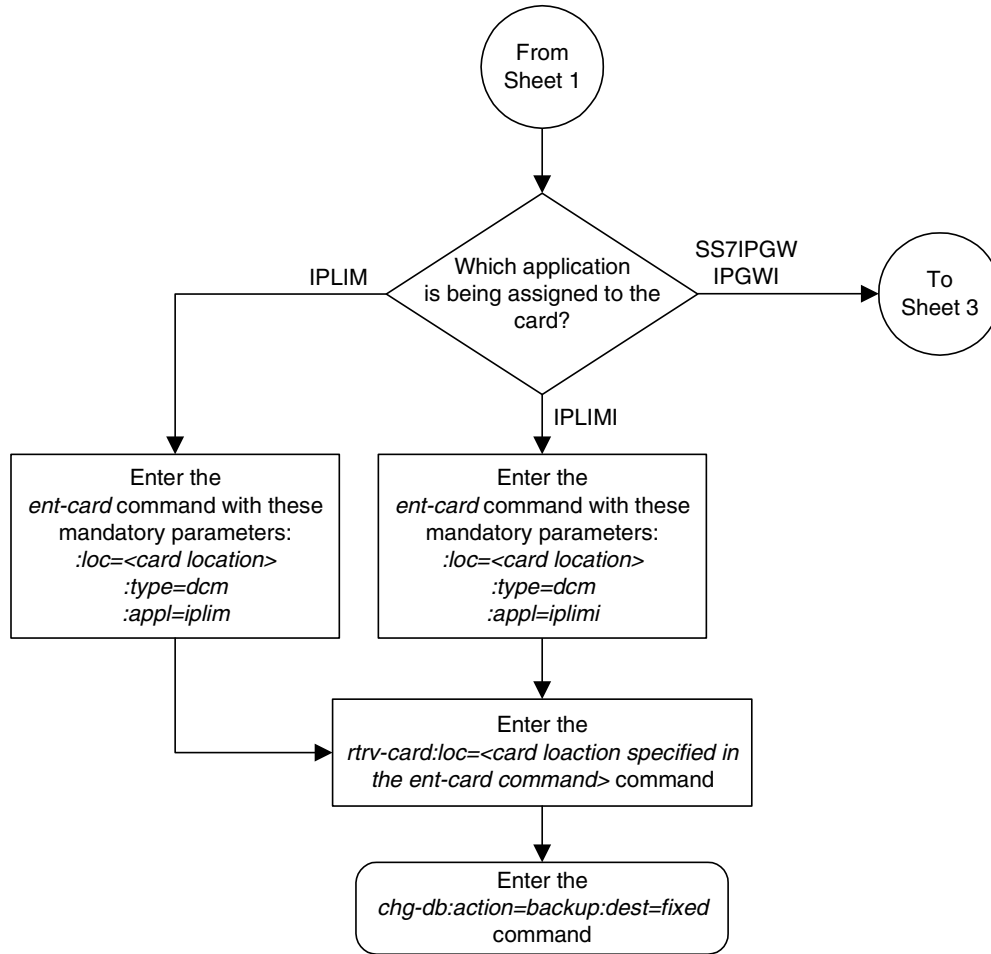 From
Sheet 1
Which application
is being assigned to the
card?
IPLIM
SS7IPGW
IPGWI
To
Sheet 3
IPLIMI
Enter the
ent-card command with these
mandatory parameters:
:loc=<card location>
:type=dcm
:appl=iplim
Enter the
ent-card command with these
mandatory parameters:
:loc=<card location>
:type=dcm
:appl=iplimi
Enter the
rtrv-card:loc=<card loaction specified in
the ent-card command> command
Enter the
chg-db:action=backup:dest=fixed
command